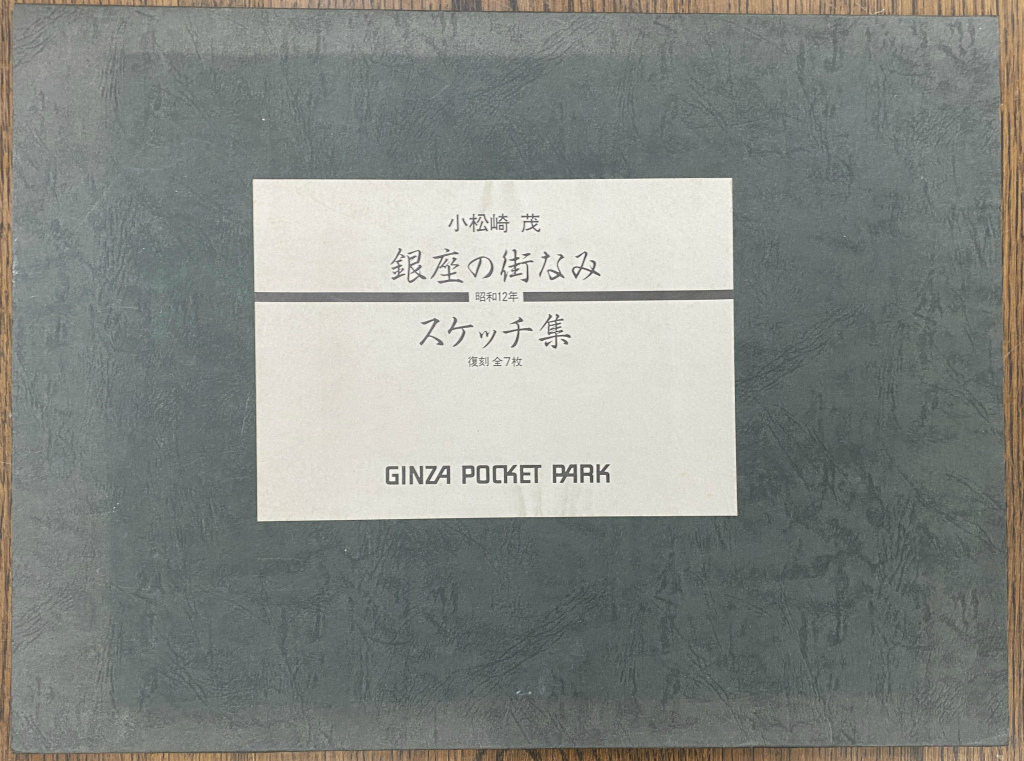 小松崎 茂
銀座の街なみ
昭和12年
スケッチ集
復刻 全7枚
GINZA POCKET PARK